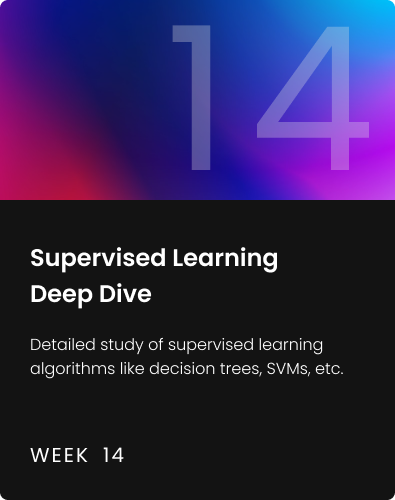 14
Supervised Learning
Deep Dive
Detailed study of supervised learning
algorithms like decision trees, SVMs, etc.
WEEK 14